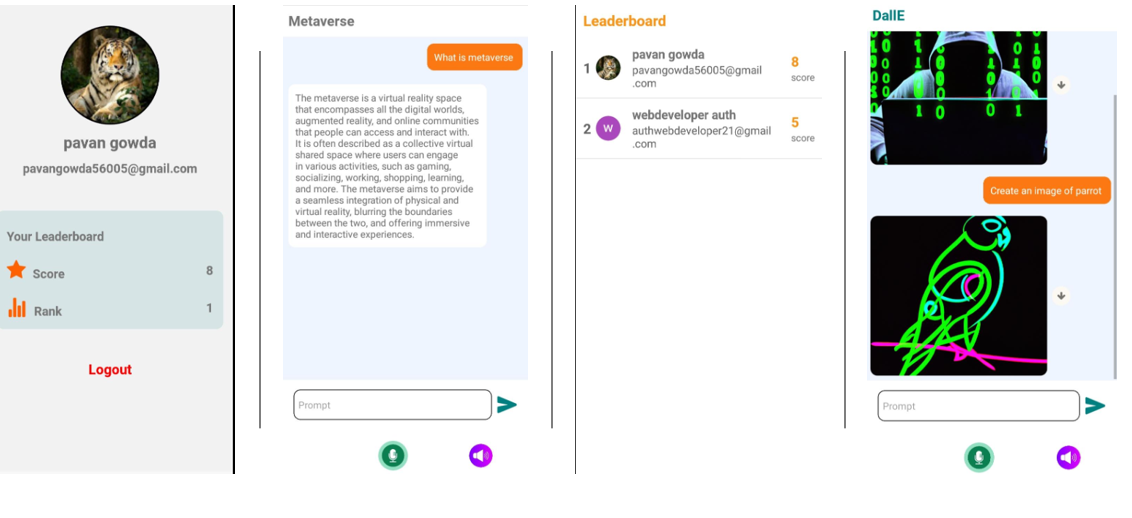 pavan gowda
pavangowda56005@gmail.com
Your Leaderboard
Score 8
Rank 1
Logout
Metaverse
What is metaverse
The metaverse is a virtual reality space
that encompasses all the digital worlds,
augmented reality, and online communities
that people can access and interact with.
It is often described as a collective virtual
shared space where users can engage
in various activities, such as gaming,
socializing, working, shopping, learning,
and more. The metaverse aims to provide
a seamless integration of physical and
virtual reality, blurring the boundaries
between the two, and offering immersive
and interactive experiences.
Prompt
Leaderboard
1 pavan gowda 8
pavangowda56005@gmail score
.com
2 W webdeveloper auth 5
authwebdeveloper21@gmail score
.com
DallE
Create an image of parrot
Prompt